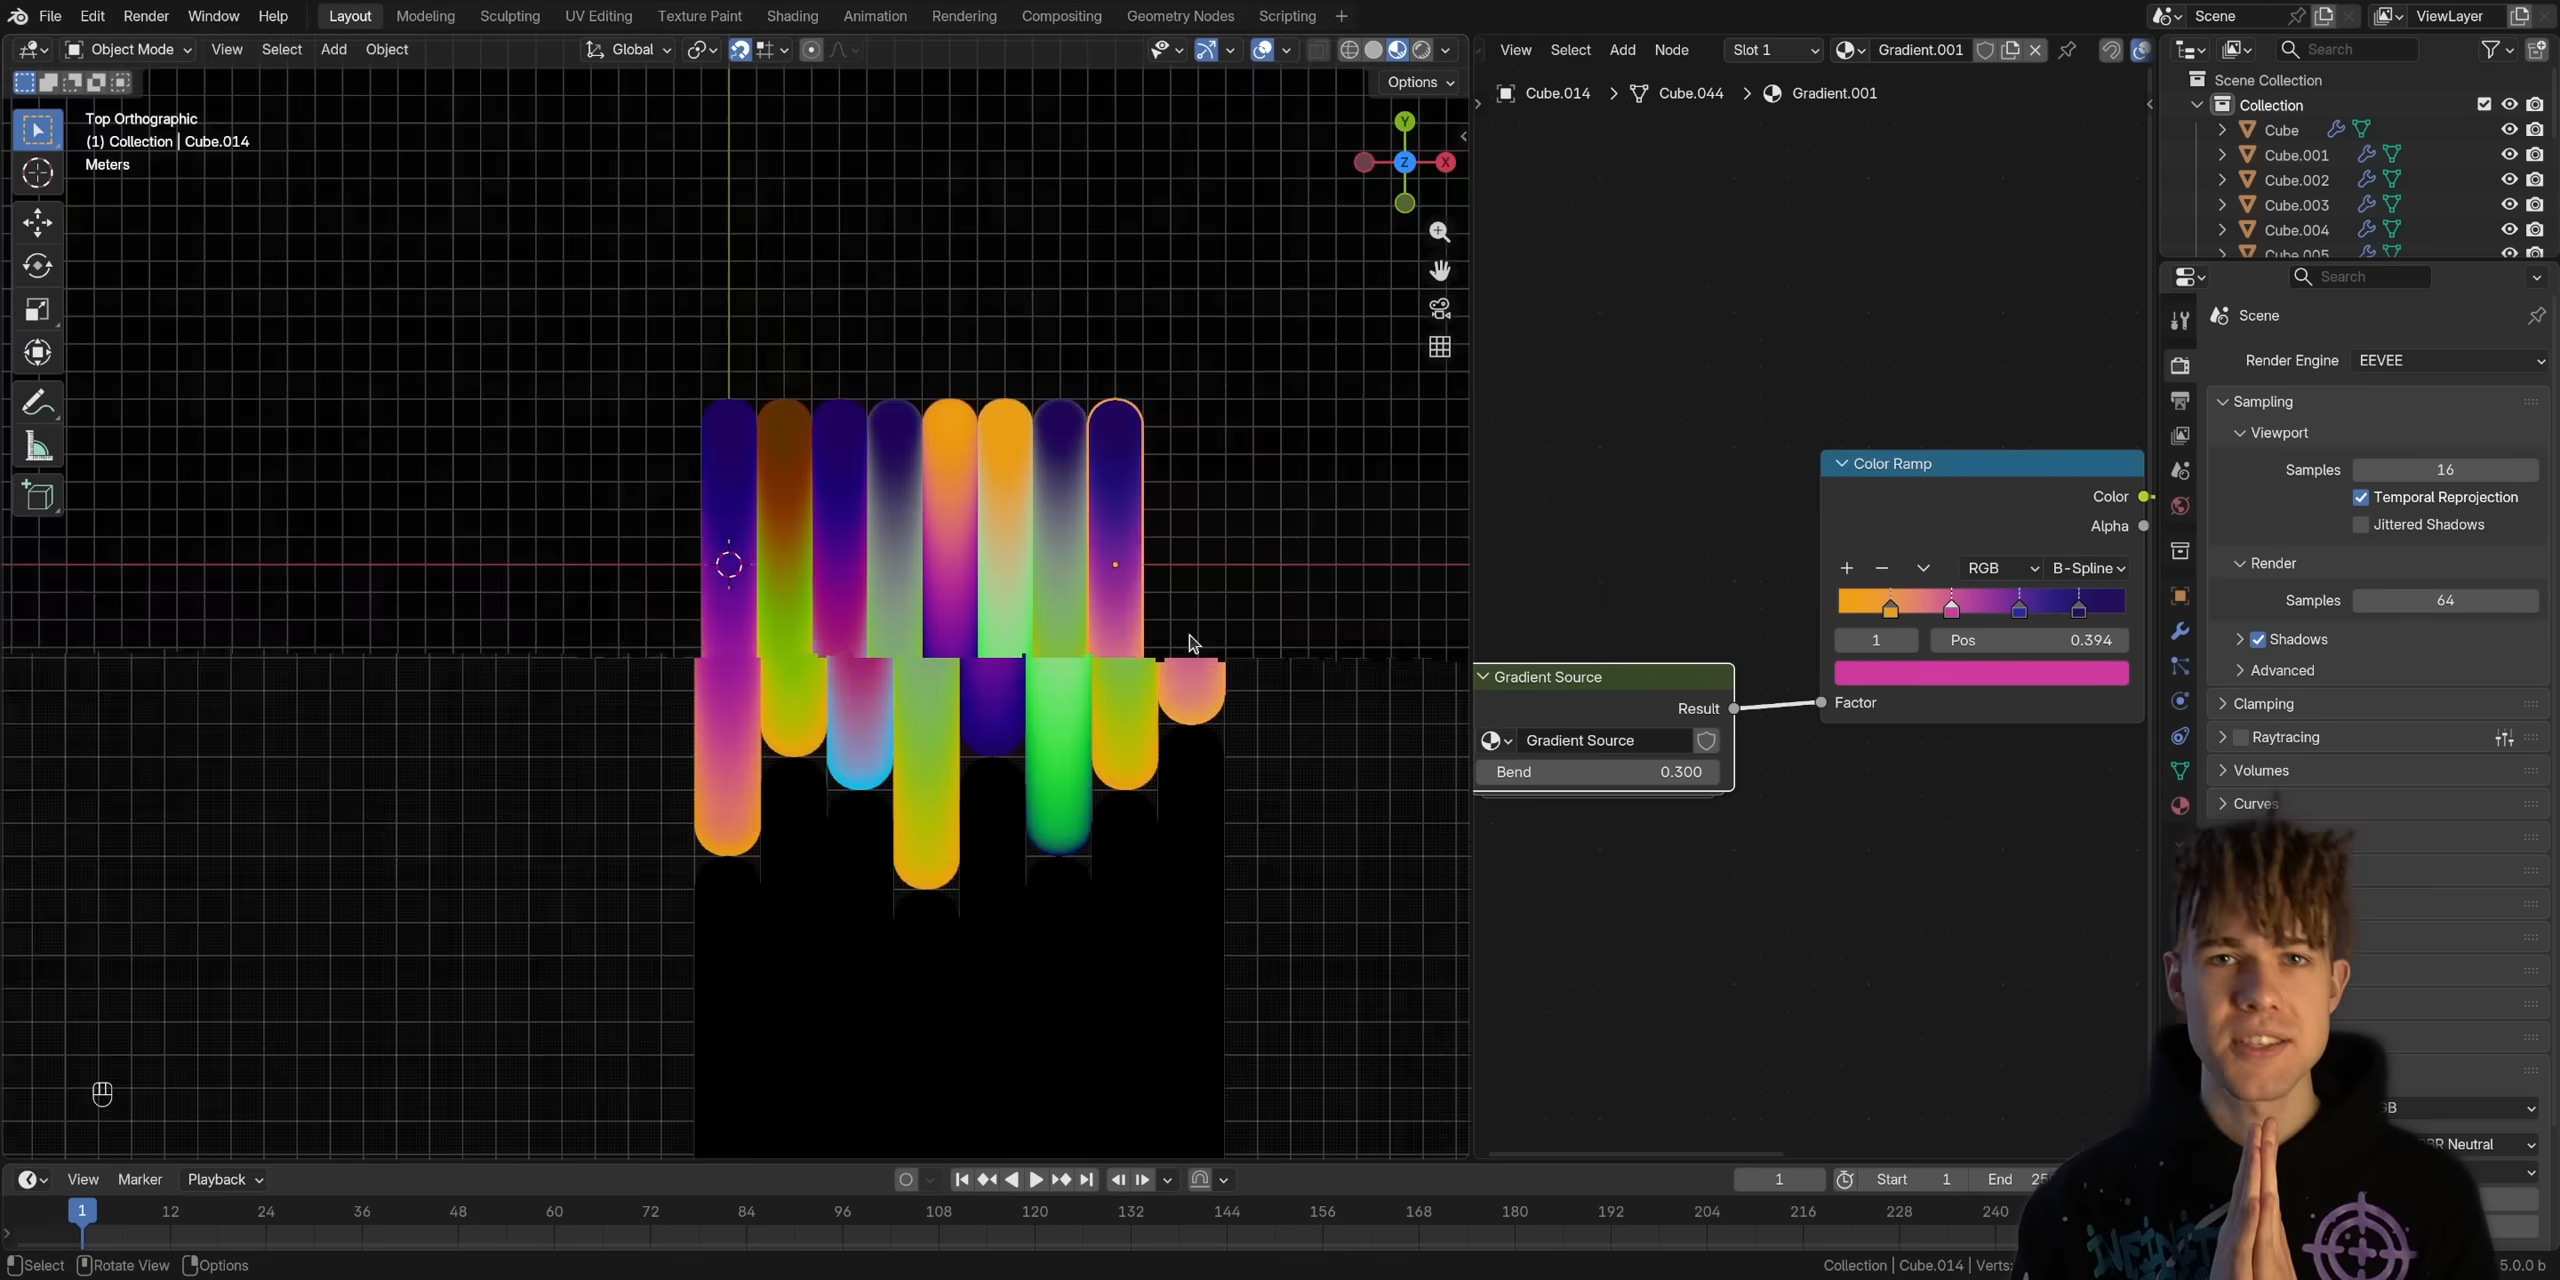 File Edit Render Window Help Layout Modeling Sculpting UV Editing Texture Paint Shading Animation Rendering Compositing Geometry Nodes Scripting + Scene ViewLayer
Object Mode View Select Add Object Global View Select Add Node Slot 1 Gradient.001 Search
Options
Cube.014 > Cube.044 > Gradient.001
Scene Collection
Collection
Cube
Cube.001
Cube.002
Cube.003
Cube.004
Cube.005
Top Orthographic
(1) Collection | Cube.014
Meters
Y
Z X
Search
Scene
Render Engine EEVEE
Sampling
Viewport
Samples 16
Temporal Reprojection
Jittered Shadows
Render
Samples 64
Shadows
Advanced
Clamping
Raytracing
Volumes
Curves
Color Ramp
Color
Alpha
RGB B-Spline
1 Pos 0.394
Factor
Gradient Source
Result
Gradient Source
Bend 0.300
View Marker Playback 1 Start 1 End
1 12 24 36 48 60 72 84 96 108 120 132 144 156 168 180 192 204 216 228 240
Select Rotate View Options Collection | Cube.014 | Verts: 5.0.0 b
Neutral